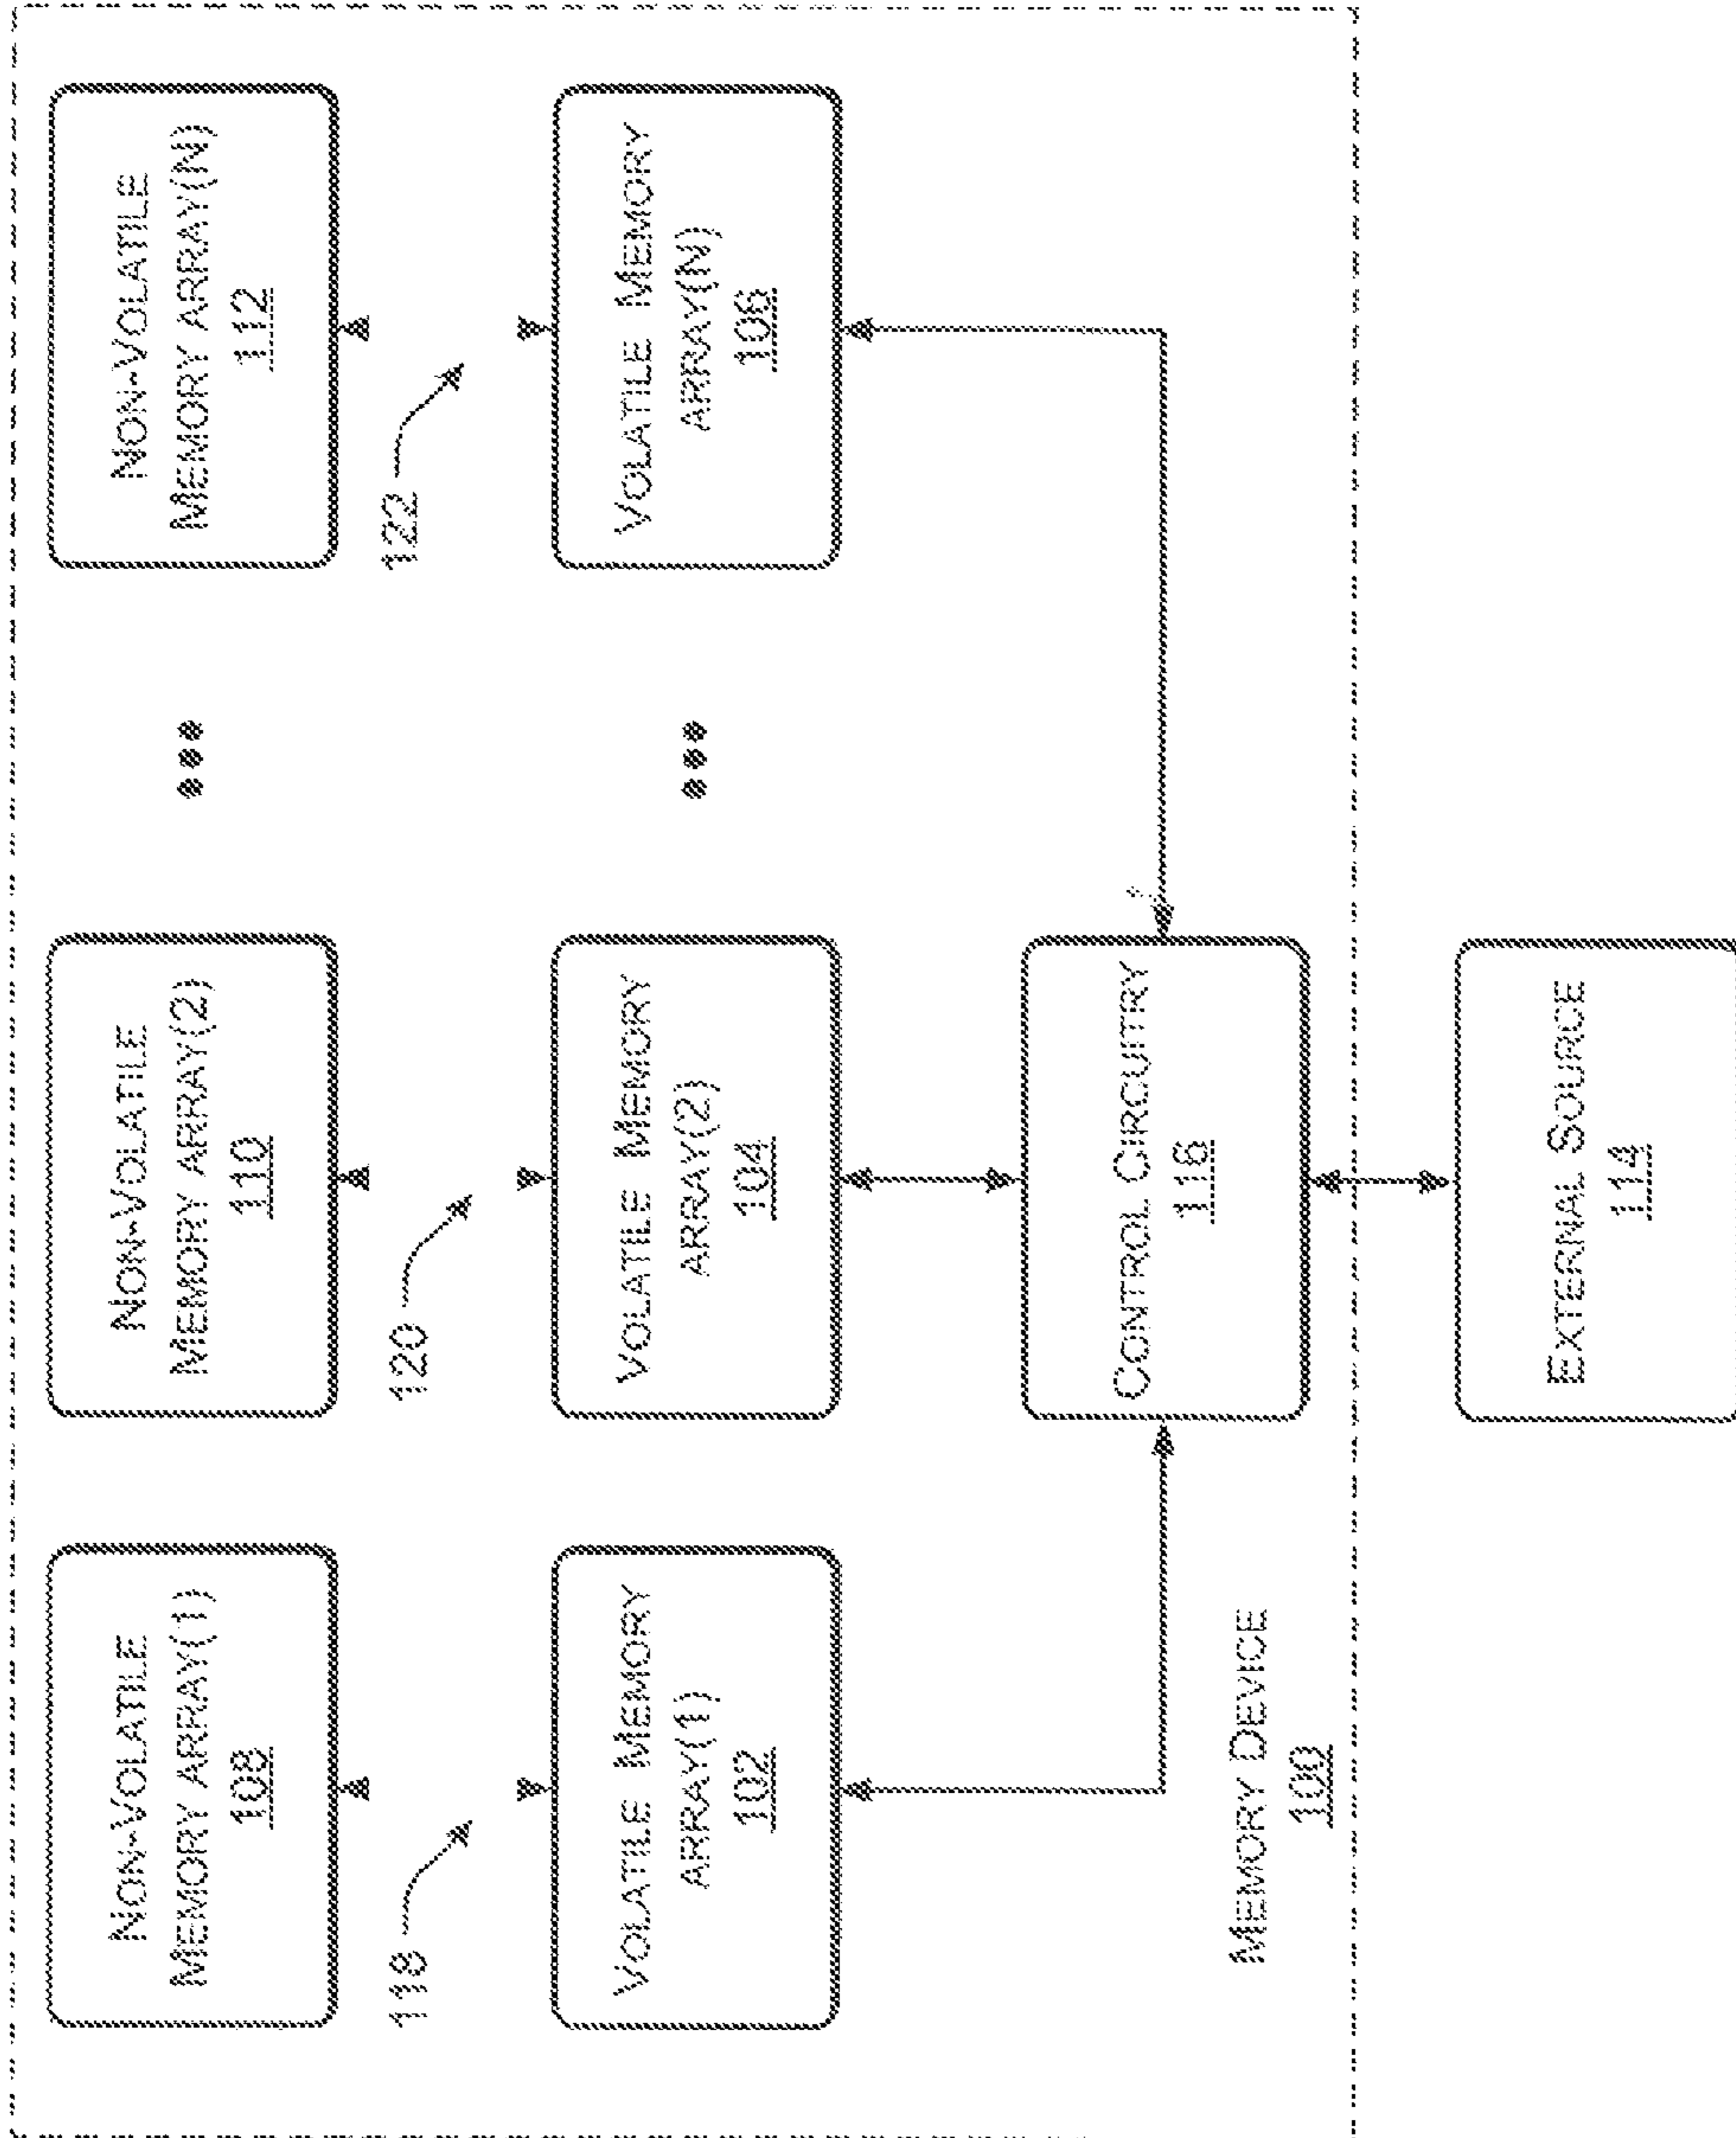 NON-VOLATILE
MEMORY ARRAY(1)
108
NON-VOLATILE
MEMORY ARRAY(2)
110
NON-VOLATILE
MEMORY ARRAY(N)
112
118
120
122
VOLATILE MEMORY
ARRAY(1)
102
VOLATILE MEMORY
ARRAY(2)
104
VOLATILE MEMORY
ARRAY(N)
106
CONTROL CIRCUITRY
116
MEMORY DEVICE
100
EXTERNAL SOURCE
114